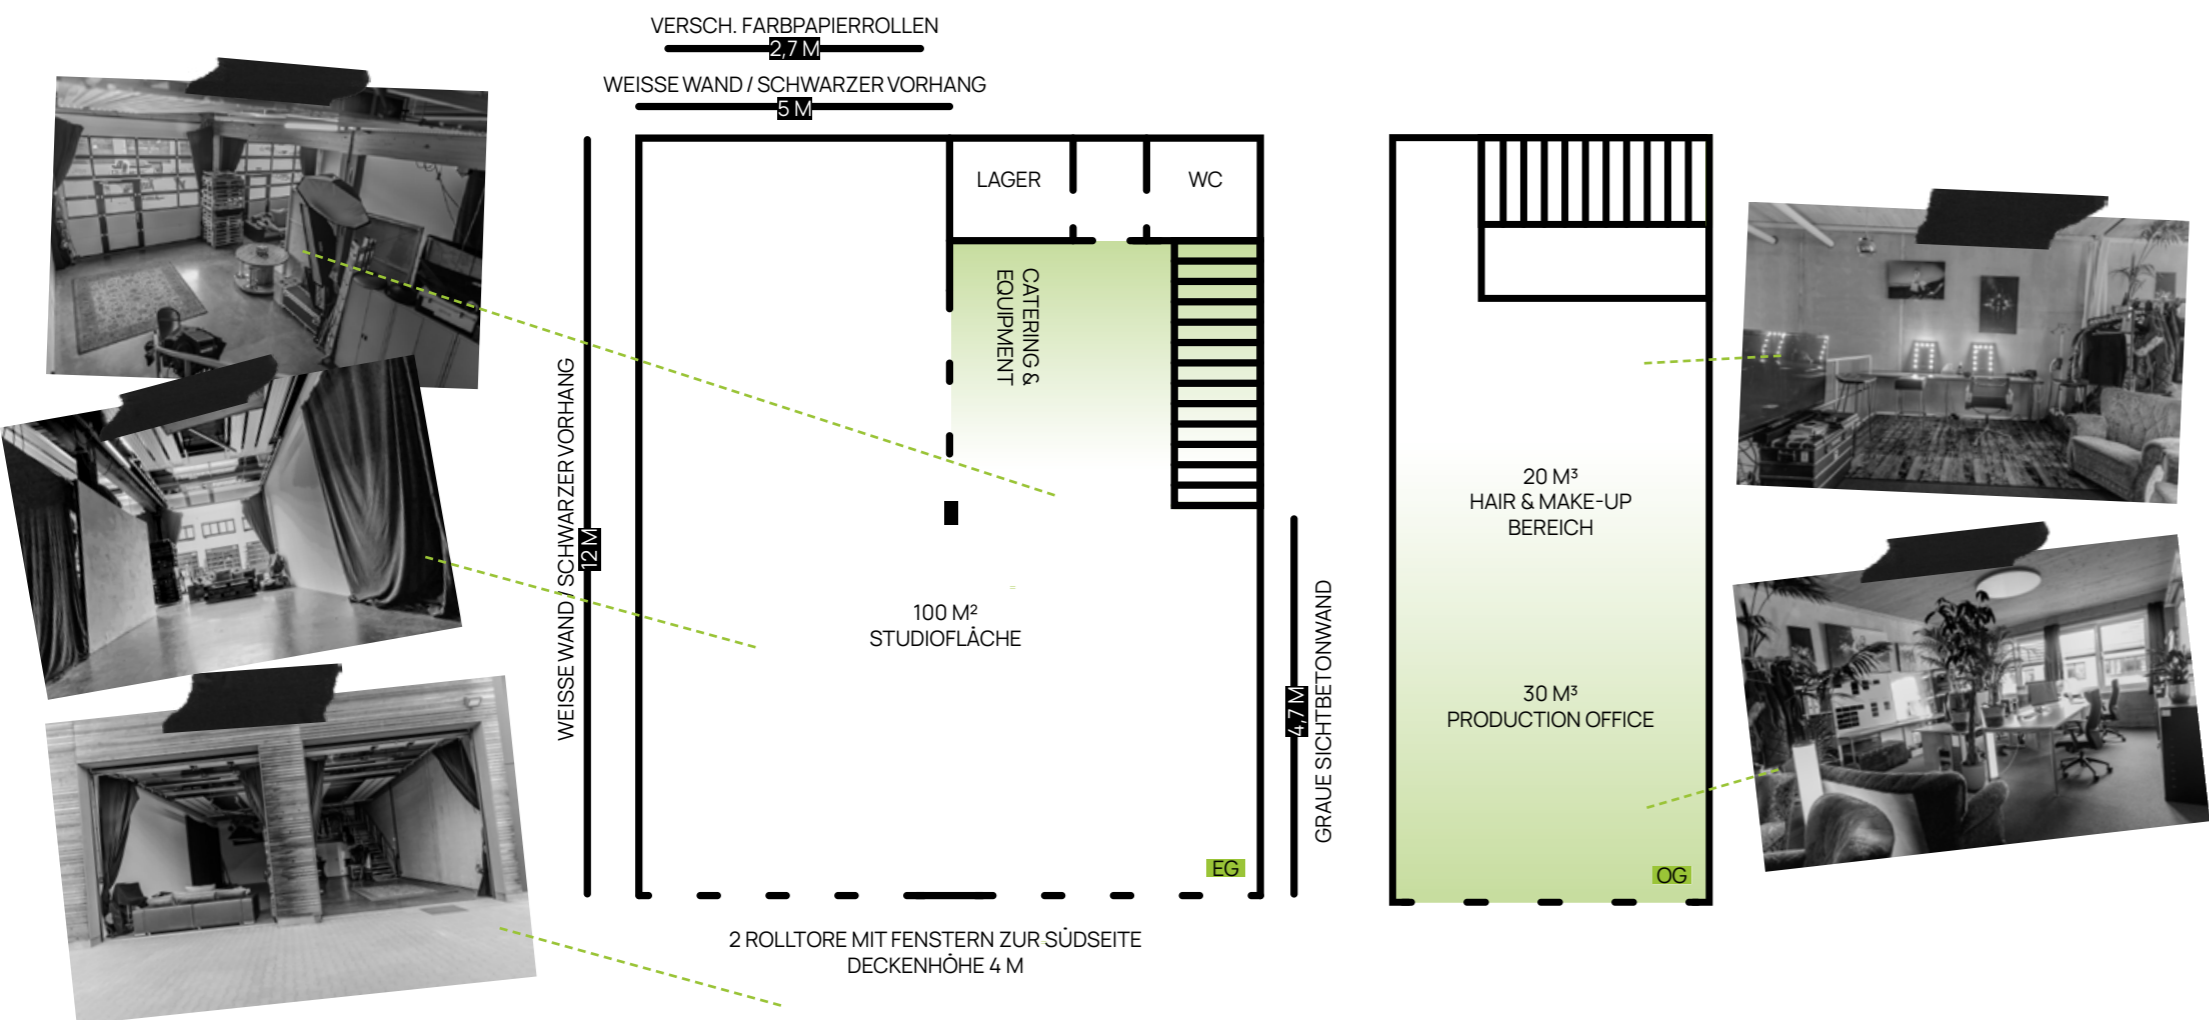 VERSCH. FARBPAPIERROLLEN
2,7 M
WEISSE WAND / SCHWARZER VORHANG
5 M
WEISSE WAND / SCHWARZER VORHANG
12 M
LAGER
WC
CATERING &
EQUIPMENT
100 M²
STUDIOFLÄCHE
EG
4,7 M
GRAUE SICHTBETONWAND
2 ROLLTORE MIT FENSTERN ZUR SÜDSEITE
DECKENHÖHE 4 M
20 M³
HAIR & MAKE-UP
BEREICH
30 M³
PRODUCTION OFFICE
OG